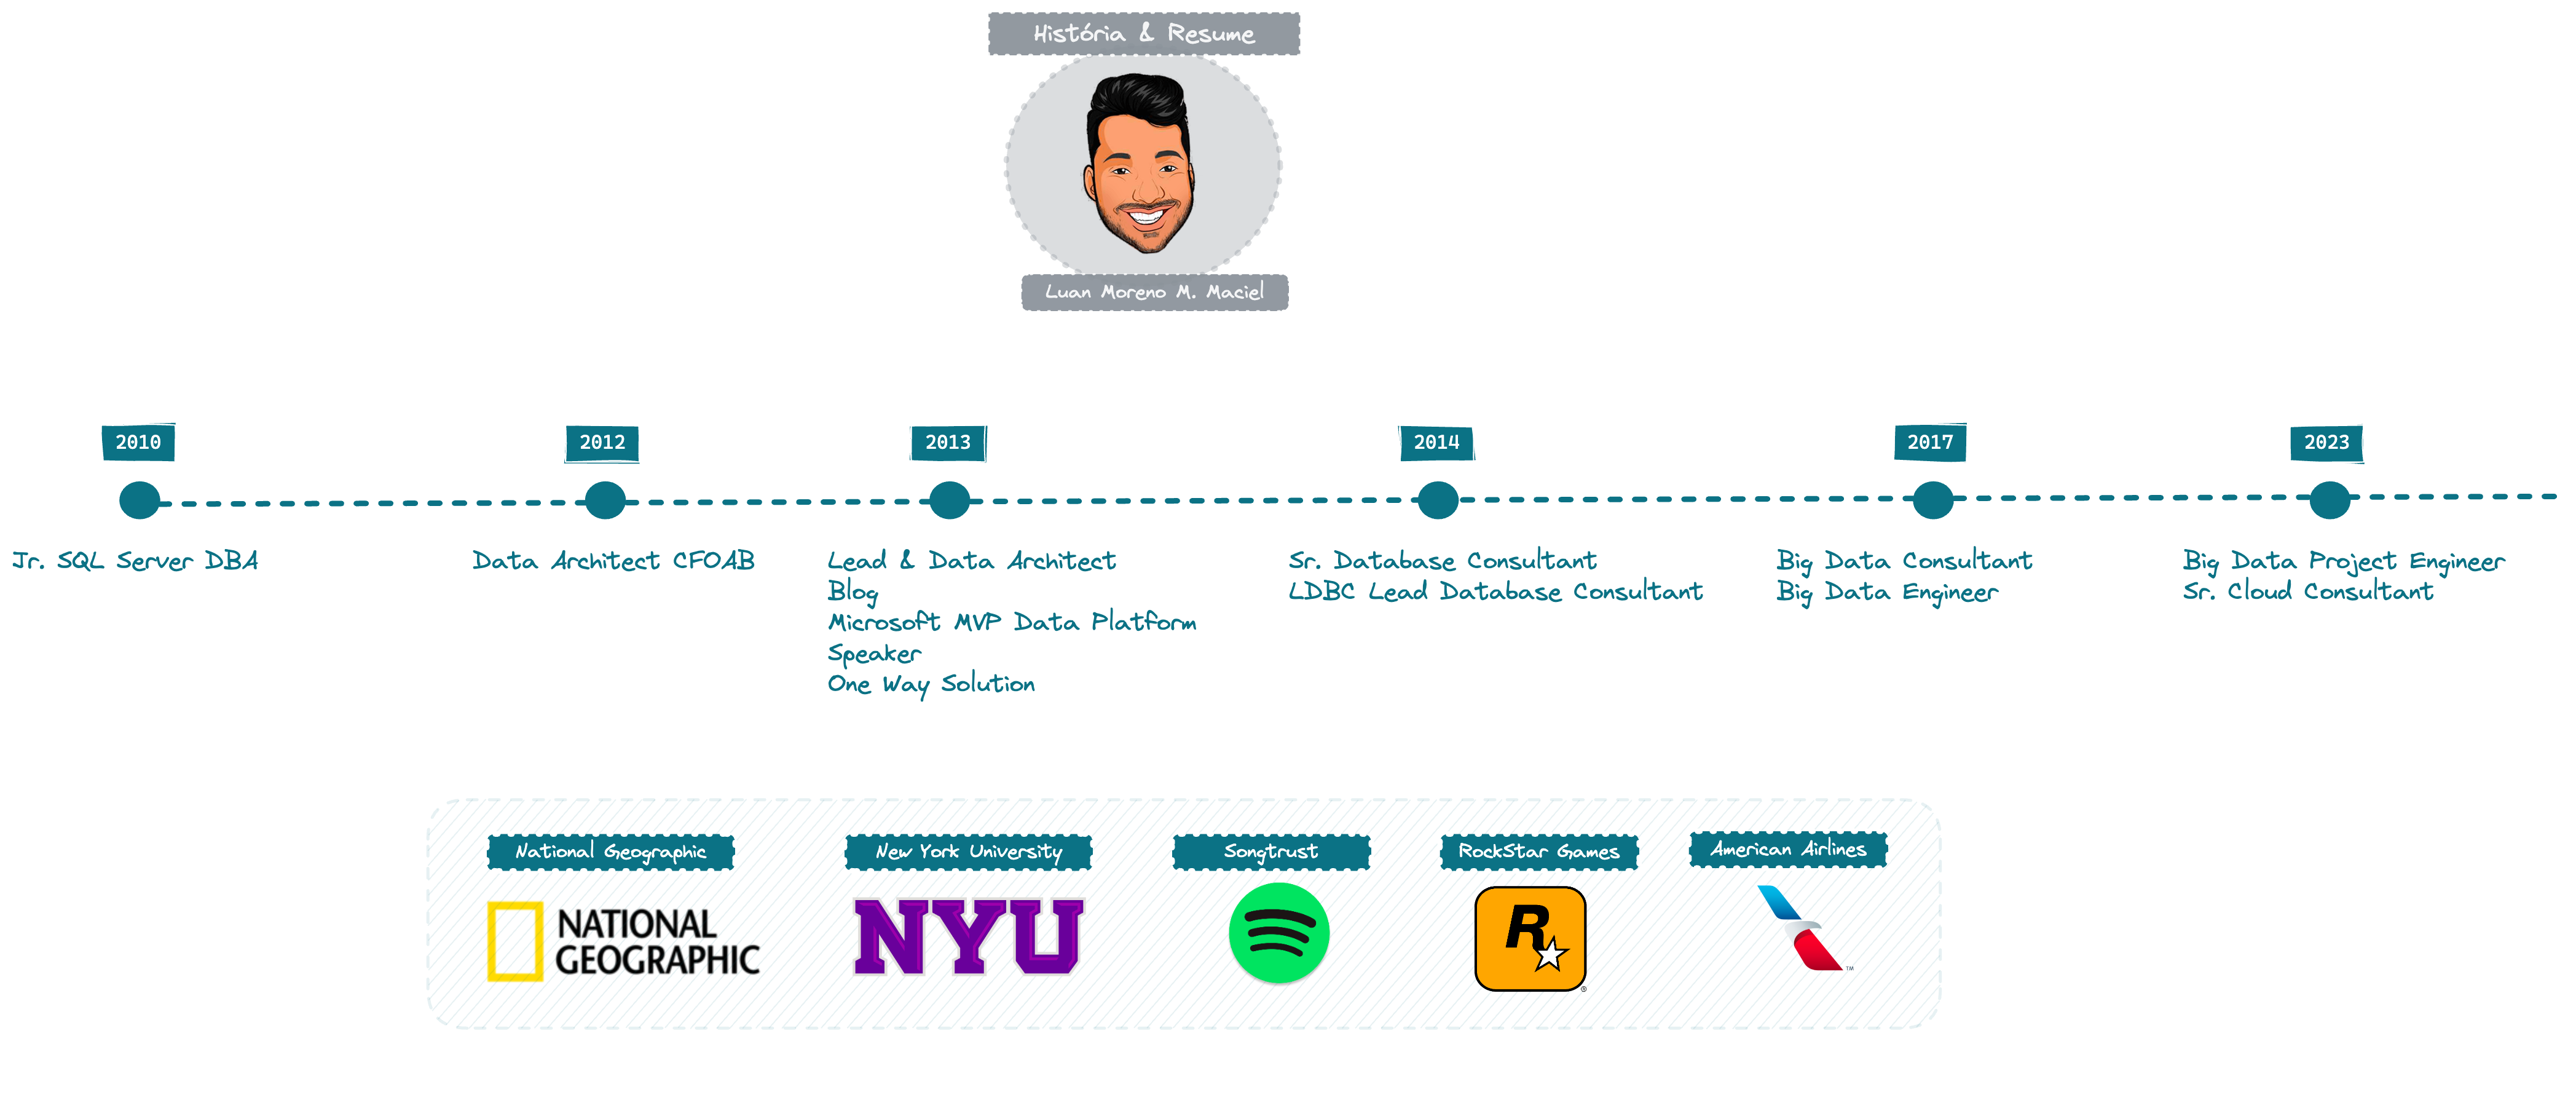 História & Resume
Luan Moreno M. Maciel
2010
2012
2013
2014
2017
2023
Jr. SQL Server DBA
Data Architect CFOAB
Lead & Data Architect
Blog
Microsoft MVP Data Platform
Speaker
One Way Solution
Sr. Database Consultant
LDBC Lead Database Consultant
Big Data Consultant
Big Data Engineer
Big Data Project Engineer
Sr. Cloud Consultant
National Geographic
New York University
Songtrust
RockStar Games
American Airlines
NATIONAL
GEOGRAPHIC
NYU
R
®
TM